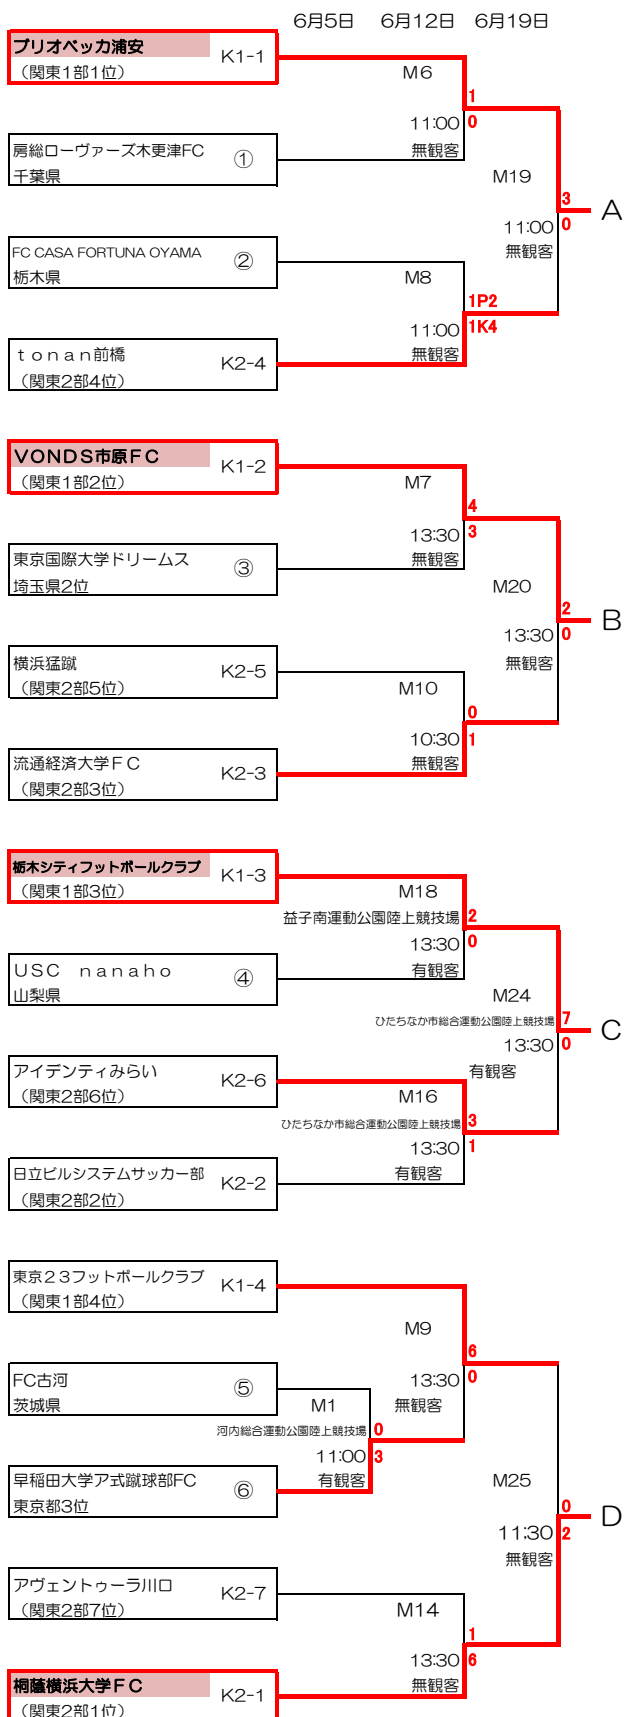 6月5日 6月12日 6月19日
ブリオベッカ浦安
（関東1部1位）
K1-1
M6
1
11:00 0
無観客
房総ローヴァーズ木更津FC
千葉県
①
M19
3
A
11:00 0
無観客
FC CASA FORTUNA OYAMA
栃木県
②
M8
1P2
11:00 1K4
無観客
ｔｏｎａｎ前橋
（関東2部4位）
K2-4
ＶＯＮＤＳ市原ＦＣ
（関東1部2位）
K1-2
M7
4
13:30 3
無観客
東京国際大学ドリームス
埼玉県2位
③
M20
2
B
13:30 0
無観客
横浜猛蹴
（関東2部5位）
K2-5
M10
0
10:30 1
無観客
流通経済大学ＦＣ
（関東2部3位）
K2-3
栃木シティフットボールクラブ
（関東1部3位）
K1-3
M18
益子南運動公園陸上競技場 2
13:30 0
有観客
ＵＳＣ　ｎａｎａｈｏ
山梨県
④
M24
ひたちなか市総合運動公園陸上競技場 7
C
13:30 0
有観客
アイデンティみらい
（関東2部6位）
K2-6
M16
ひたちなか市総合運動公園陸上競技場 3
13:30 1
有観客
日立ビルシステムサッカー部
（関東2部2位）
K2-2
東京２３フットボールクラブ
（関東1部4位）
K1-4
M9
6
13:30 0
無観客
FC古河
茨城県
⑤
M1
河内総合運動公園陸上競技場 0
11:00 3
有観客
早稲田大学ア式蹴球部FC
東京都3位
⑥
M25
0
D
11:30 2
無観客
アヴェントゥーラ川口
（関東2部7位）
K2-7
M14
1
13:30 6
無観客
桐蔭横浜大学ＦＣ
（関東2部1位）
K2-1